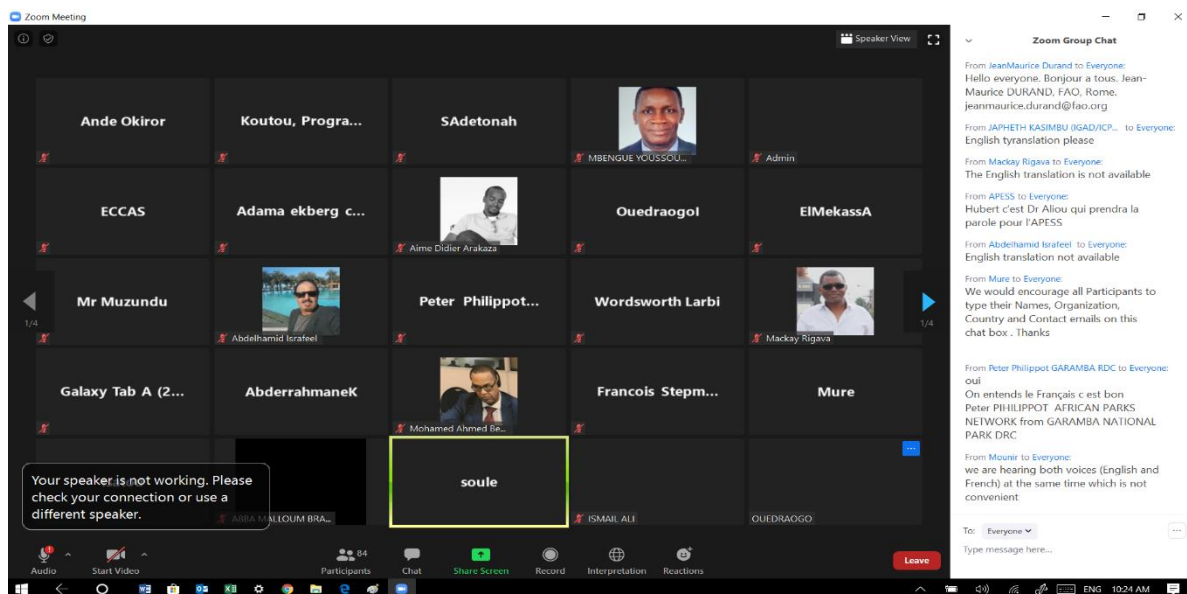 Zoom Meeting
Speaker View
Ande Okiror
Koutou, Progra...
SAdetonah
MBENGUE YOUSSOU...
Admin
ECCAS
Adama ekberg c...
Aime Didier Arakaza
Ouedraogol
ElMekassA
Mr Muzundu
Abdelhamid Israfeel
Peter Philippot...
Wordsworth Larbi
Mackay Rigava
1/4
1/4
Galaxy Tab A (2...
AbderrahmaneK
Mohamed Ahmed Be...
Francois Stepm...
Mure
Your speaker is not working. Please
check your connection or use a
different speaker.
ABBA MALLOUM BRA...
soule
ISMAIL ALI
OUEDRAOGO
Audio
Start Video
84
Participants
Chat
Share Screen
Record
Interpretation
Reactions
Leave
Zoom Group Chat
From JeanMaurice Durand to Everyone:
Hello everyone. Bonjour a tous. Jean-
Maurice DURAND, FAO, Rome.
jeanmaurice.durand@fao.org
From JAPHETH KASIMBU (IGAD/ICP... to Everyone:
English tyranslation please
From Mackay Rigava to Everyone:
The English translation is not available
From APESS to Everyone:
Hubert c'est Dr Aliou qui prendra la
parole pour l'APESS
From Abdelhamid Israfeel to Everyone:
English translation not available
From Mure to Everyone:
We would encourage all Participants to
type their Names, Organization,
Country and Contact emails on this
chat box . Thanks
From Peter Philippot GARAMBA RDC to Everyone:
oui
On entends le Français c est bon
Peter PIHILIPPOT AFRICAN PARKS
NETWORK from GARAMBA NATIONAL
PARK DRC
From Mounir to Everyone:
we are hearing both voices (English and
French) at the same time which is not
convenient
To: Everyone
Type message here...
ENG 10:24 AM